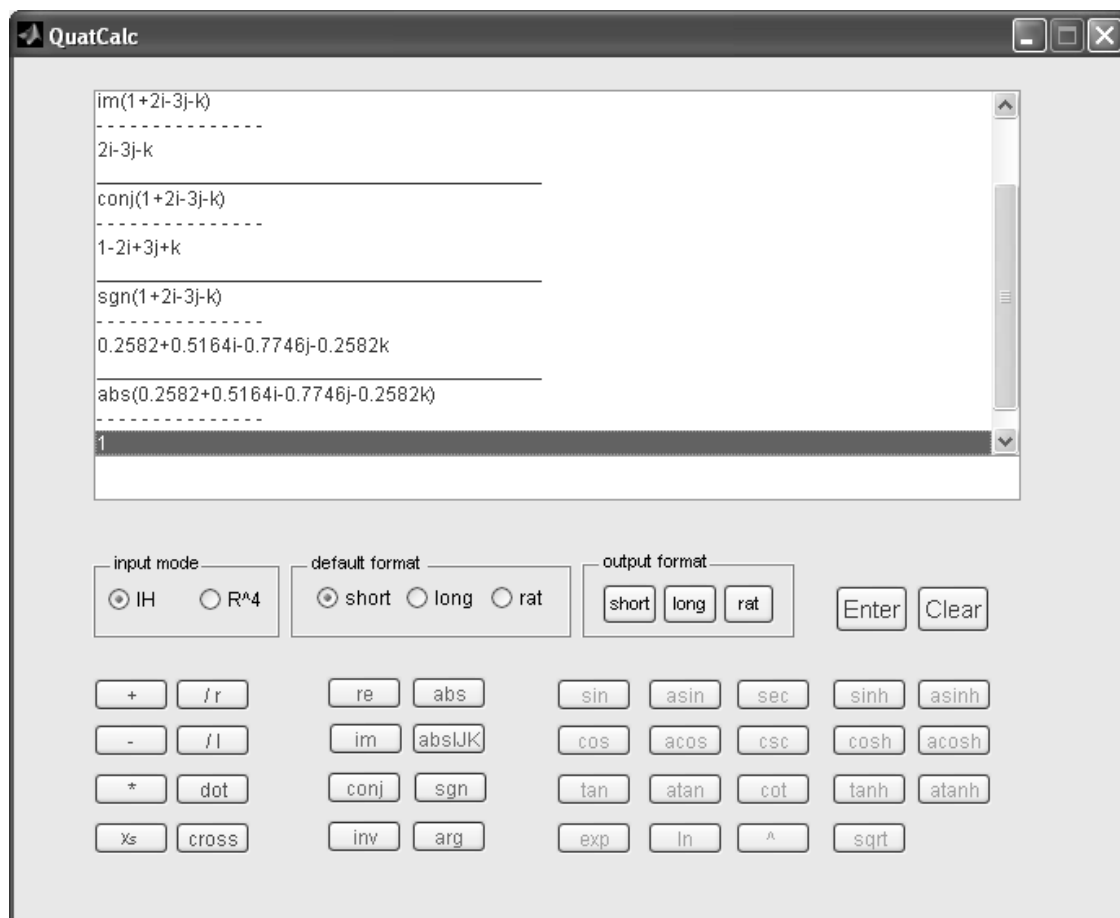 QuatCalc
im(1+2i-3j-k)
- - - - - - - - - - - - - - -
2i-3j-k
conj(1+2i-3j-k)
- - - - - - - - - - - - - - -
1-2i+3j+k
sgn(1+2i-3j-k)
- - - - - - - - - - - - - - -
0.2582+0.5164i-0.7746j-0.2582k
abs(0.2582+0.5164i-0.7746j-0.2582k)
- - - - - - - - - - - - - - -
1
input mode default format output format
IH R^4 short long rat short long rat Enter Clear
+ / r re abs sin asin sec sinh asinh
- / l im absIJK cos acos csc cosh acosh
* dot conj sgn tan atan cot tanh atanh
Xs cross inv arg exp ln ^ sqrt